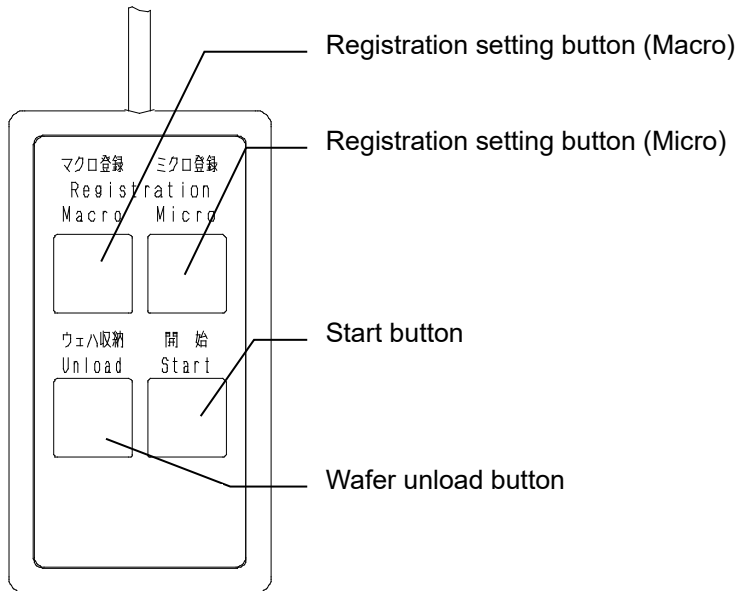 Registration setting button (Macro)
Registration setting button (Micro)
マクロ登録 ミクロ登録
Registration
Macro Micro
ウェハ収納 開 始
Unload Start
Start button
Wafer unload button